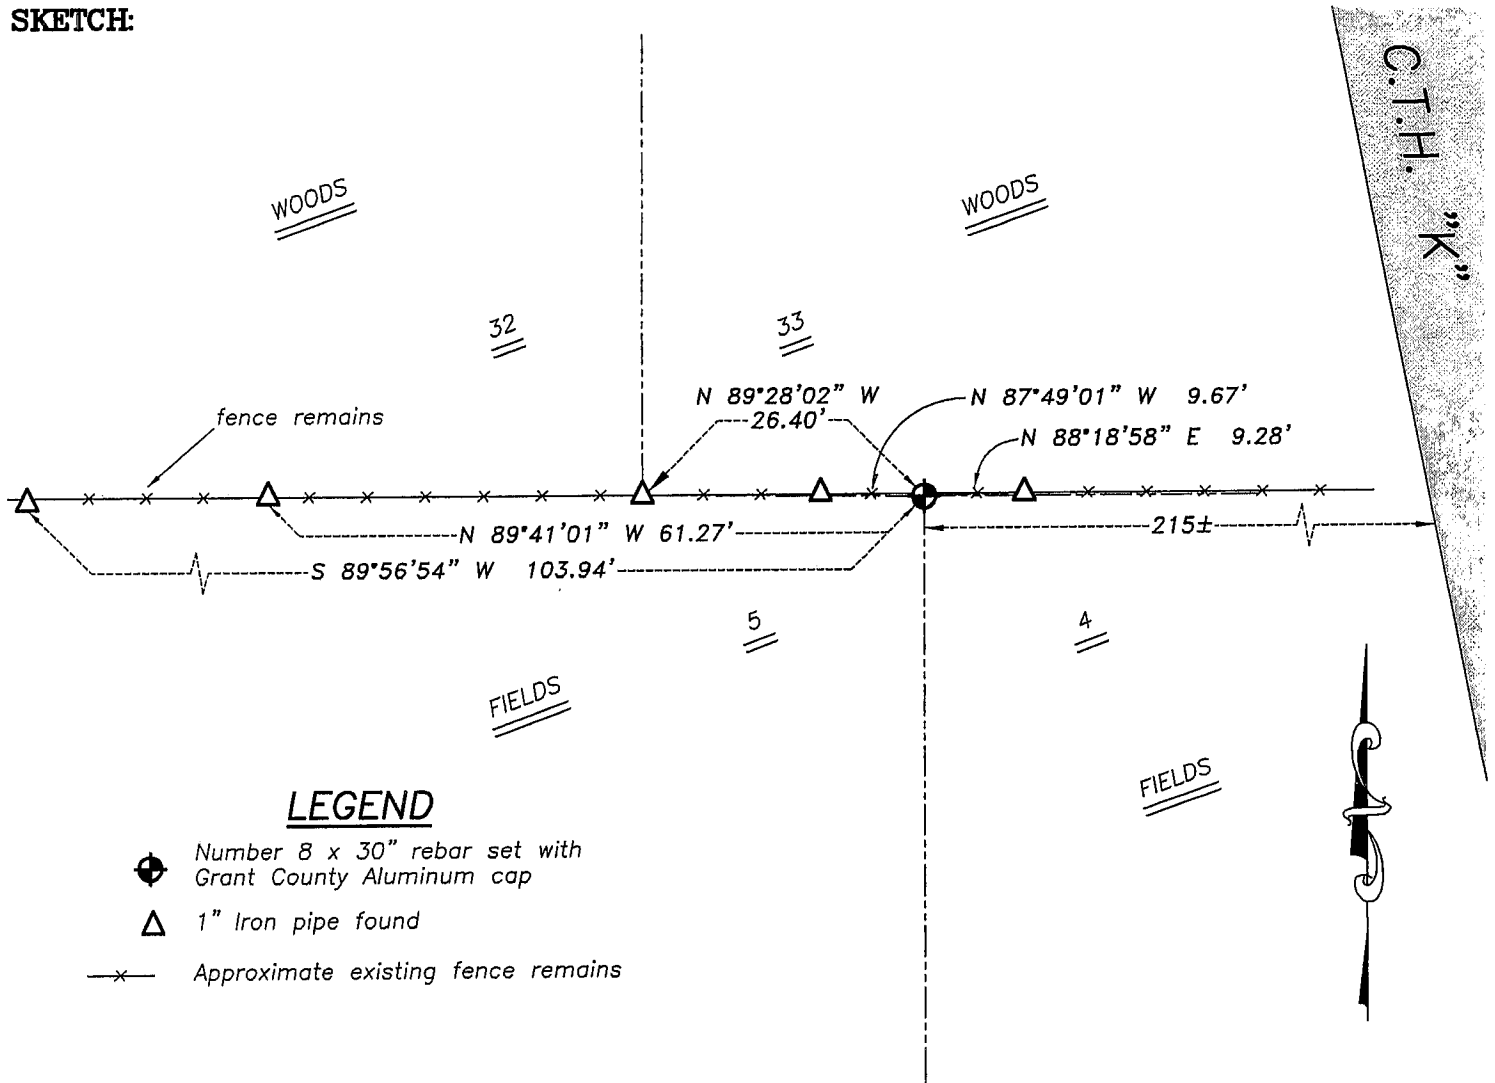 SKETCH:
C.T.H. "K"
WOODS
WOODS
32
33
N 89°28'02" W
26.40'
N 87°49'01" W 9.67'
N 88°18'58" E 9.28'
fence remains
N 89°41'01" W 61.27'
215±
S 89°56'54" W 103.94'
5
4
FIELDS
FIELDS
LEGEND
Number 8 x 30" rebar set with
Grant County Aluminum cap
1" Iron pipe found
Approximate existing fence remains